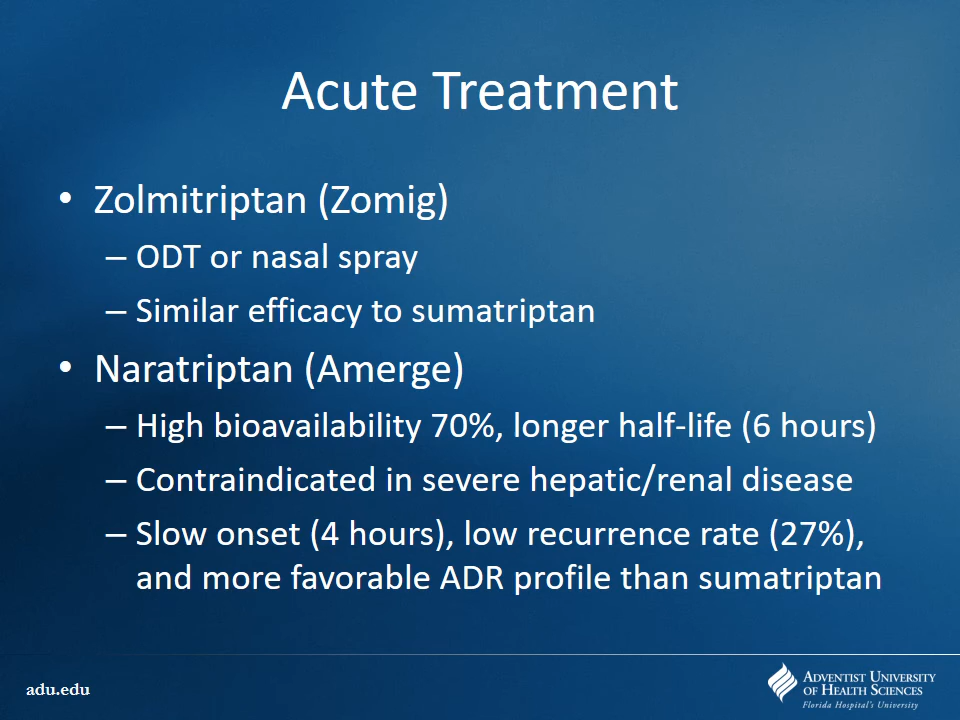 Acute Treatment
• Zolmitriptan (Zomig)
– ODT or nasal spray
– Similar efficacy to sumatriptan
• Naratriptan (Amerge)
– High bioavailability 70%, longer half-life (6 hours)
– Contraindicated in severe hepatic/renal disease
– Slow onset (4 hours), low recurrence rate (27%),
and more favorable ADR profile than sumatriptan
adu.edu
ADVENTIST UNIVERSITY
OF HEALTH SCIENCES
Florida Hospital's University